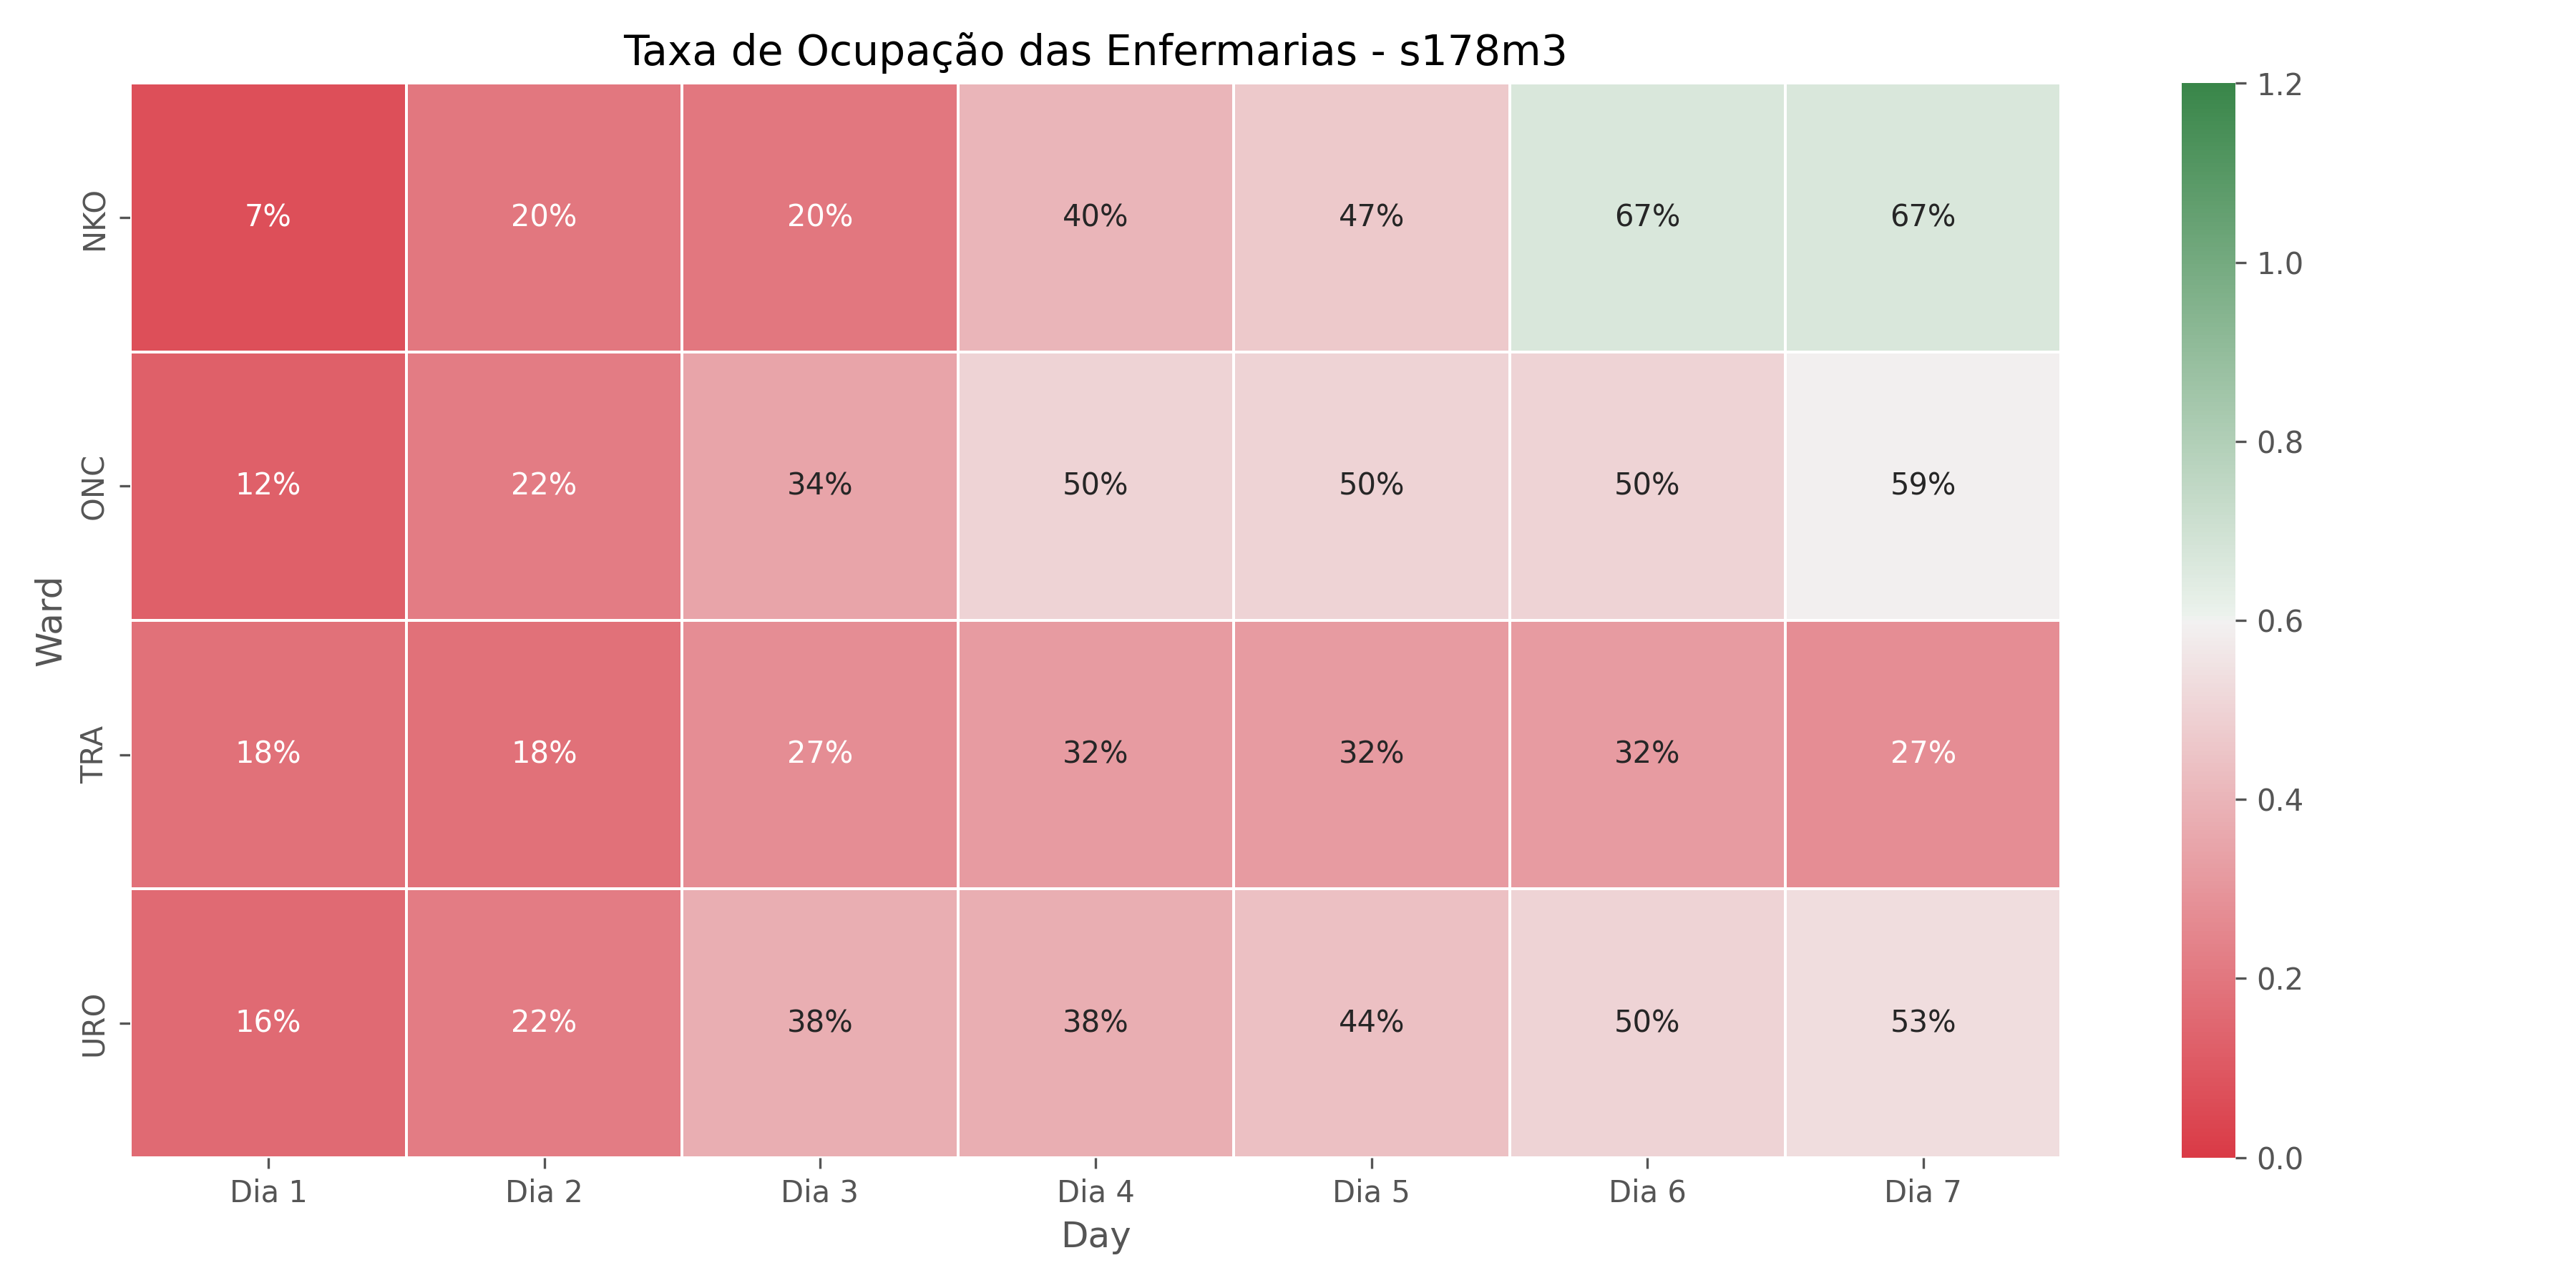 Taxa de Ocupação das Enfermarias - s178m3
Ward
NKO
7% 20% 20% 40% 47% 67% 67%
ONC
12% 22% 34% 50% 50% 50% 59%
TRA
18% 18% 27% 32% 32% 32% 27%
URO
16% 22% 38% 38% 44% 50% 53%
Dia 1 Dia 2 Dia 3 Dia 4 Dia 5 Dia 6 Dia 7
Day
1.2
1.0
0.8
0.6
0.4
0.2
0.0